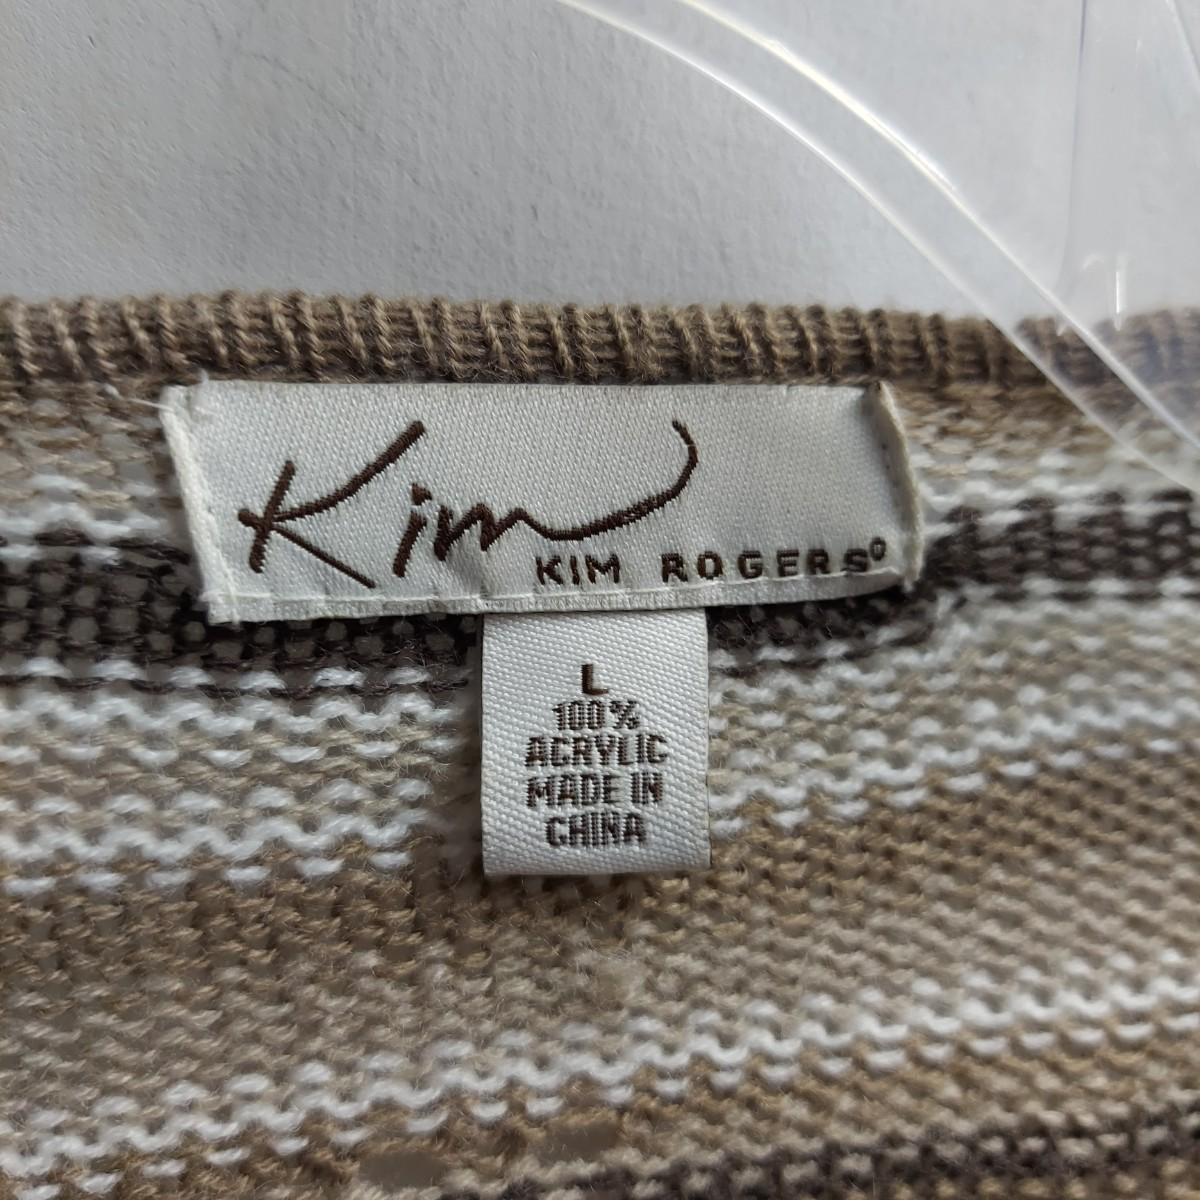 Kim
KIM ROGERS®
L
100%
ACRYLIC
MADE IN
CHINA